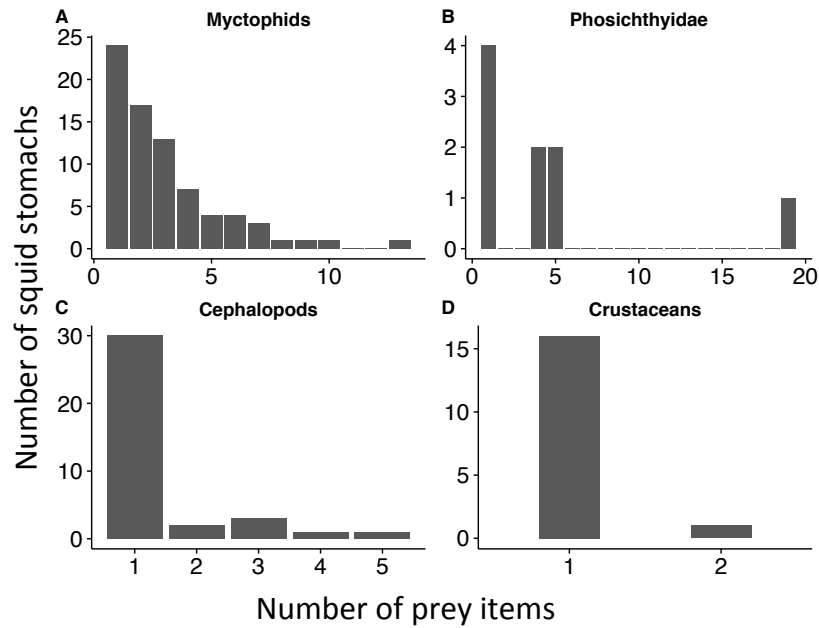 A Myctophids
25
20
15
10
5
0
0 5 10
B Phosichthyidae
4
3
2
1
0
0 5 10 15 20
C Cephalopods
30
20
10
0
1 2 3 4 5
D Crustaceans
15
10
5
0
1 2
Number of squid stomachs
Number of prey items